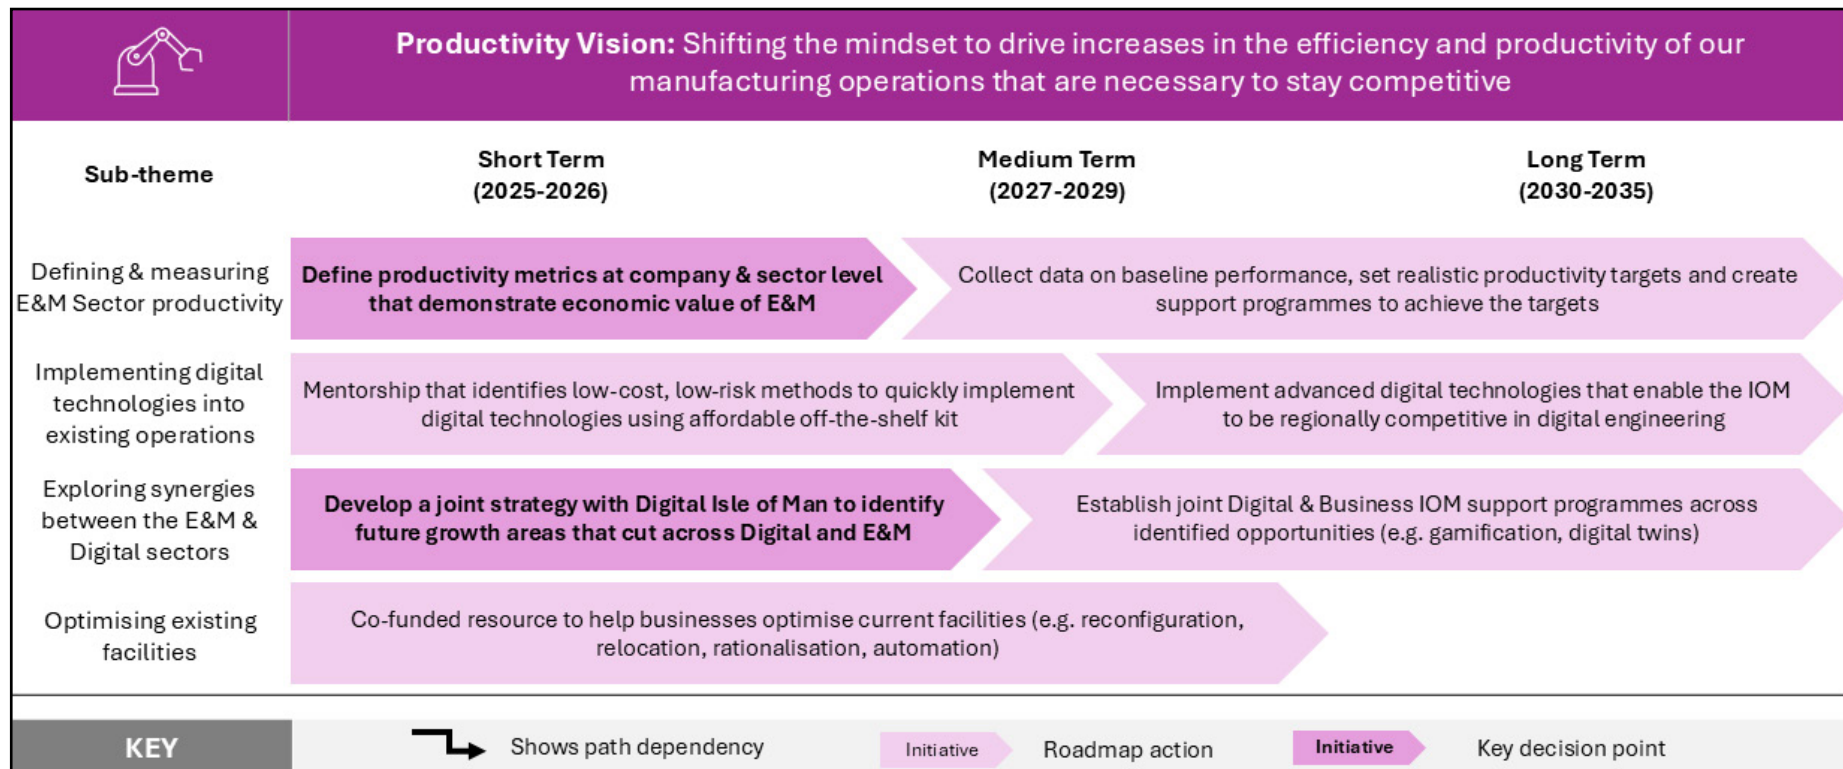 Productivity Vision: Shifting the mindset to drive increases in the efficiency and productivity of our
manufacturing operations that are necessary to stay competitive
Sub-theme
Short Term
(2025-2026)
Medium Term
(2027-2029)
Long Term
(2030-2035)
Defining & measuring
E&M Sector productivity
Define productivity metrics at company & sector level
that demonstrate economic value of E&M
Collect data on baseline performance, set realistic productivity targets and create
support programmes to achieve the targets
Implementing digital
technologies into
existing operations
Mentorship that identifies low-cost, low-risk methods to quickly implement
digital technologies using affordable off-the-shelf kit
Implement advanced digital technologies that enable the IOM
to be regionally competitive in digital engineering
Exploring synergies
between the E&M &
Digital sectors
Develop a joint strategy with Digital Isle of Man to identify
future growth areas that cut across Digital and E&M
Establish joint Digital & Business IOM support programmes across
identified opportunities (e.g. gamification, digital twins)
Optimising existing
facilities
Co-funded resource to help businesses optimise current facilities (e.g. reconfiguration,
relocation, rationalisation, automation)
KEY
Shows path dependency
Initiative
Roadmap action
Initiative
Key decision point